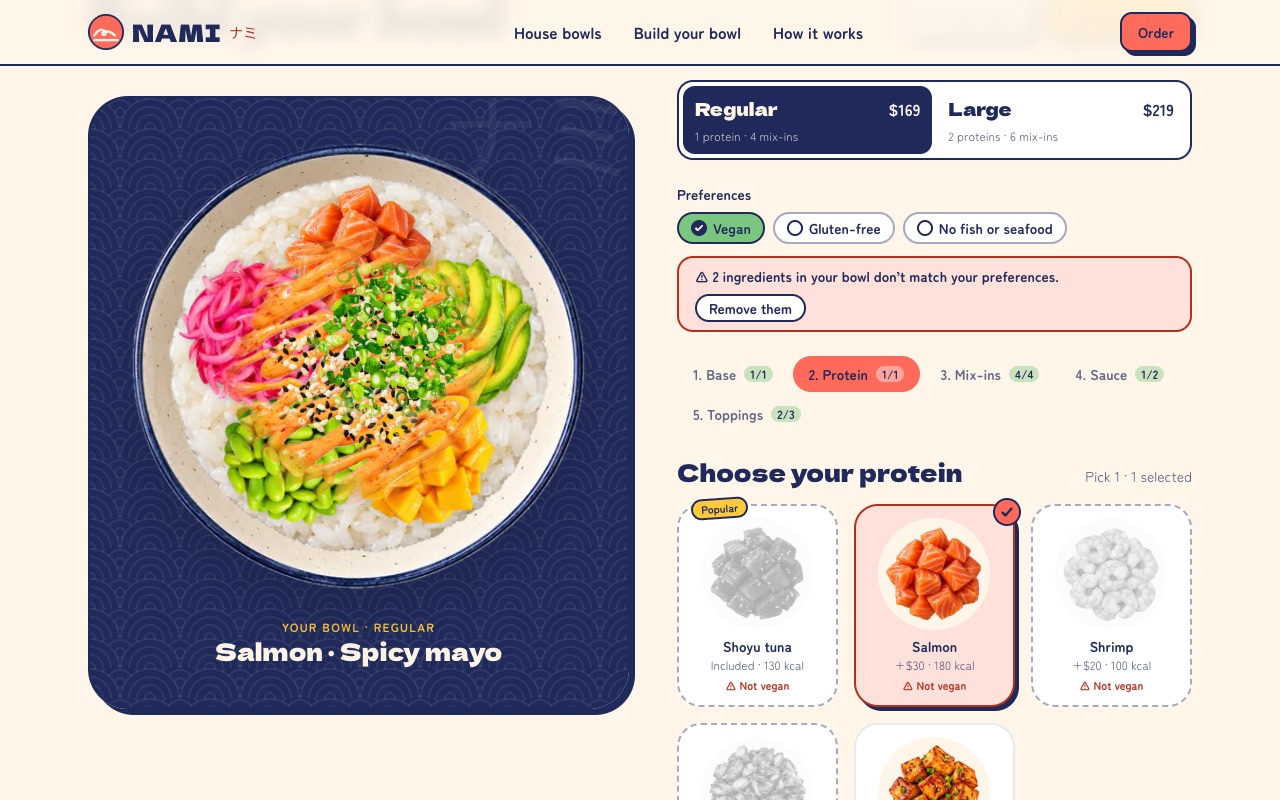 NAMI ナミ
House bowls
Build your bowl
How it works
Order
Regular $169
1 protein · 4 mix-ins
Large $219
2 proteins · 6 mix-ins
Preferences
Vegan
Gluten-free
No fish or seafood
2 ingredients in your bowl don’t match your preferences.
Remove them
1. Base 1/1
2. Protein 1/1
3. Mix-ins 4/4
4. Sauce 1/2
5. Toppings 2/3
Choose your protein
Pick 1 · 1 selected
Popular
Shoyu tuna
Included · 130 kcal
Not vegan
Salmon
+$30 · 180 kcal
Not vegan
Shrimp
+$20 · 100 kcal
Not vegan
YOUR BOWL · REGULAR
Salmon · Spicy mayo